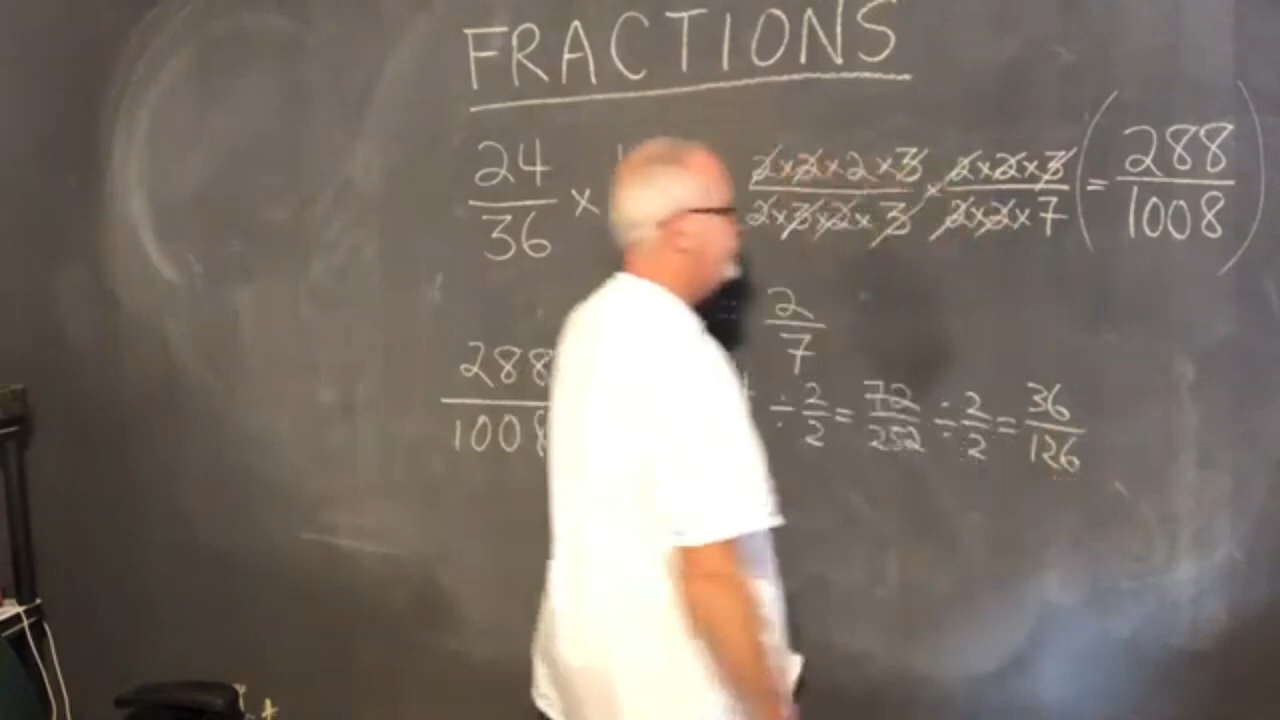 FRACTIONS
24/36 × 2×2×2×3/2×3×2×3 × 2×2×3/2×2×7 (= 288/1008)
2/7
288/1008 ÷ 2/2 = 72/252 ÷ 2/2 = 36/126